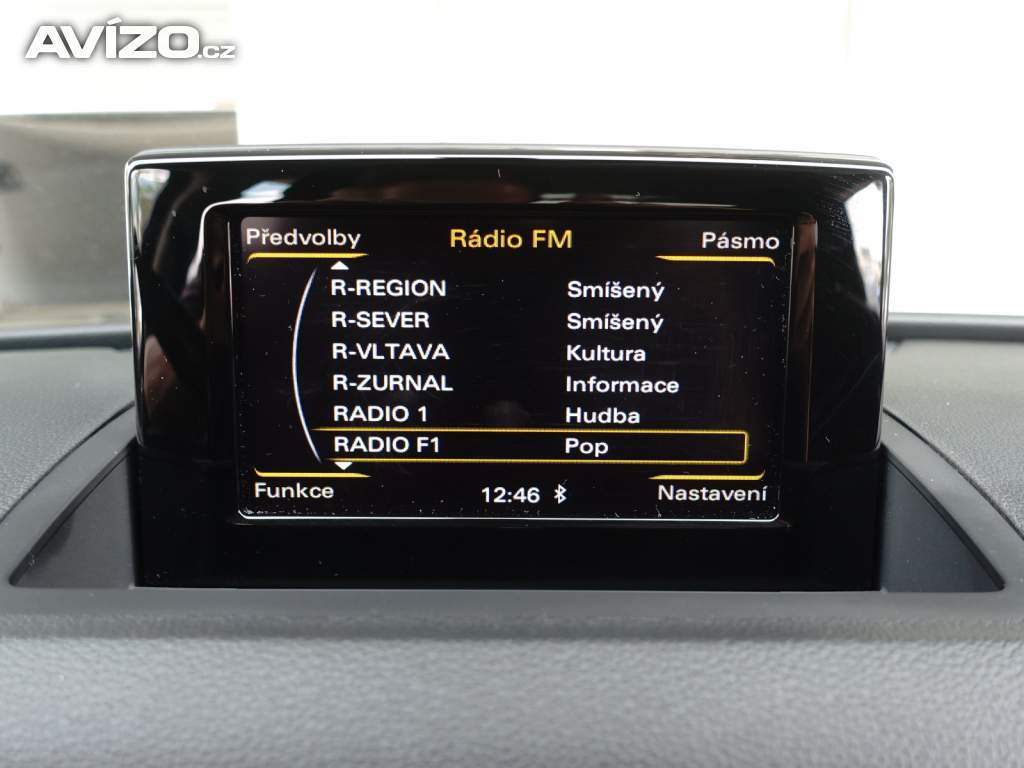 AVÍZO.cz
Předvolby Rádio FM Pásmo
R-REGION Smíšený
R-SEVER Smíšený
R-VLTAVA Kultura
R-ZURNAL Informace
RADIO 1 Hudba
RADIO F1 Pop
Funkce 12:46 Nastavení